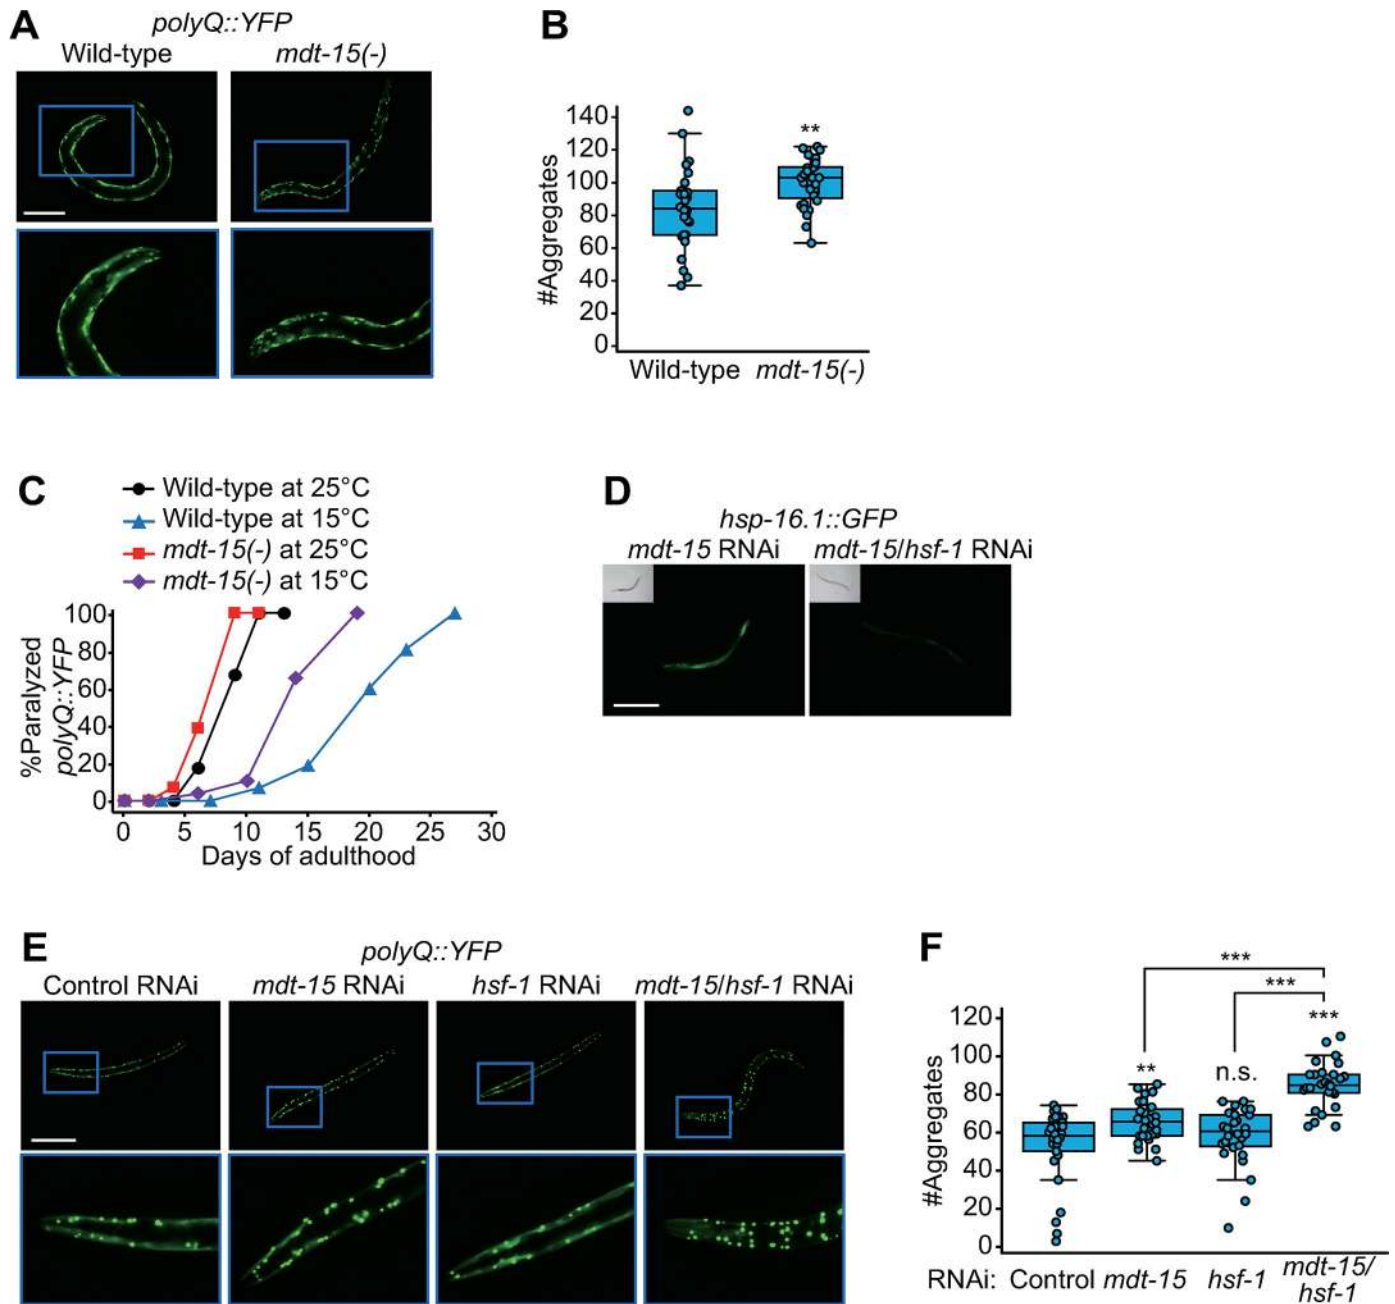 A
polyQ::YFP
Wild-type mdt-15(-)
B
#Aggregates
140
120
100
80
60
40
20
0
**
Wild-type mdt-15(-)
C
Wild-type at 25°C
Wild-type at 15°C
mdt-15(-) at 25°C
mdt-15(-) at 15°C
%Paralyzed
polyQ::YFP
100
80
60
40
20
0
0 5 10 15 20 25 30
Days of adulthood
D
hsp-16.1::GFP
mdt-15 RNAi mdt-15/hsf-1 RNAi
E
polyQ::YFP
Control RNAi mdt-15 RNAi hsf-1 RNAi mdt-15/hsf-1 RNAi
F
***
***
***
**
n.s.
#Aggregates
120
100
80
60
40
20
0
RNAi: Control mdt-15 hsf-1 mdt-15/
hsf-1